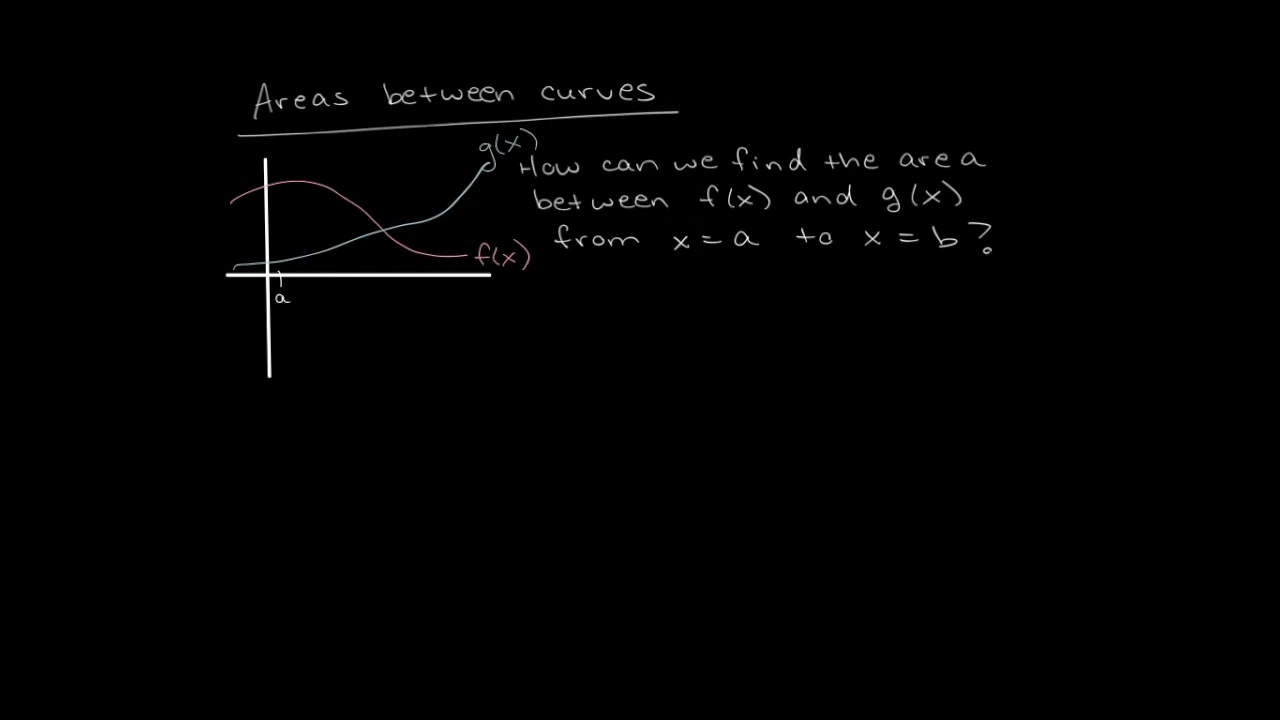 Areas between curves
g(x)
How can we find the area
between f(x) and g(x)
from x = a to x = b?
f(x)
a